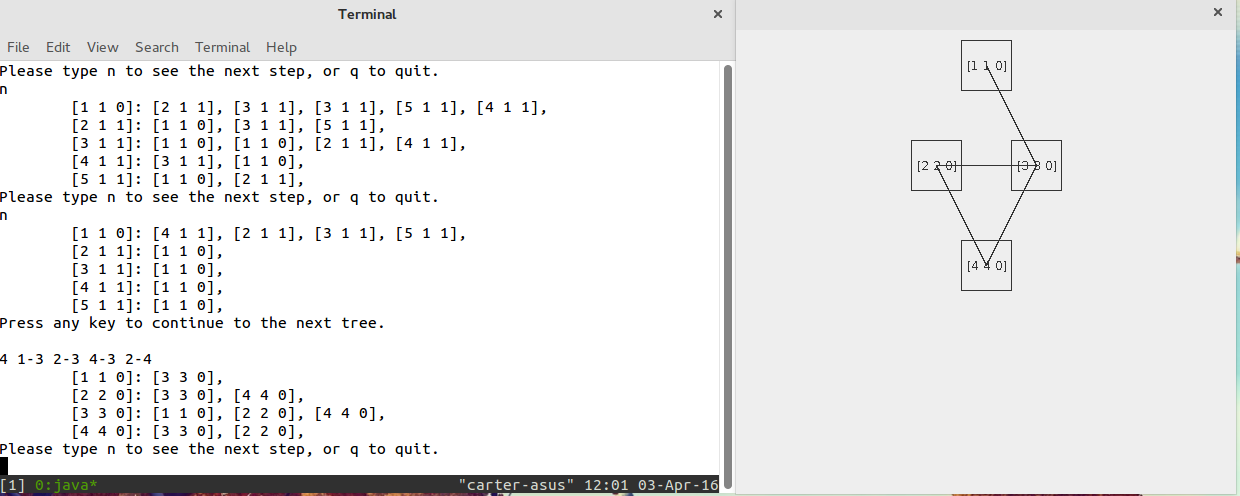 Terminal
File Edit View Search Terminal Help
Please type n to see the next step, or q to quit.
n
[1 1 0]: [2 1 1], [3 1 1], [3 1 1], [5 1 1], [4 1 1],
[2 1 1]: [1 1 0], [3 1 1], [5 1 1],
[3 1 1]: [1 1 0], [1 1 0], [2 1 1], [4 1 1],
[4 1 1]: [3 1 1], [1 1 0],
[5 1 1]: [1 1 0], [2 1 1],
Please type n to see the next step, or q to quit.
n
[1 1 0]: [4 1 1], [2 1 1], [3 1 1], [5 1 1],
[2 1 1]: [1 1 0],
[3 1 1]: [1 1 0],
[4 1 1]: [1 1 0],
[5 1 1]: [1 1 0],
Press any key to continue to the next tree.
4 1-3 2-3 4-3 2-4
[1 1 0]: [3 3 0],
[2 2 0]: [3 3 0], [4 4 0],
[3 3 0]: [1 1 0], [2 2 0], [4 4 0],
[4 4 0]: [3 3 0], [2 2 0],
Please type n to see the next step, or q to quit.
[1] 0:java* "carter-asus" 12:01 03-Apr-16
[1 1 0]
[2 2 0] [3 3 0]
[4 4 0]